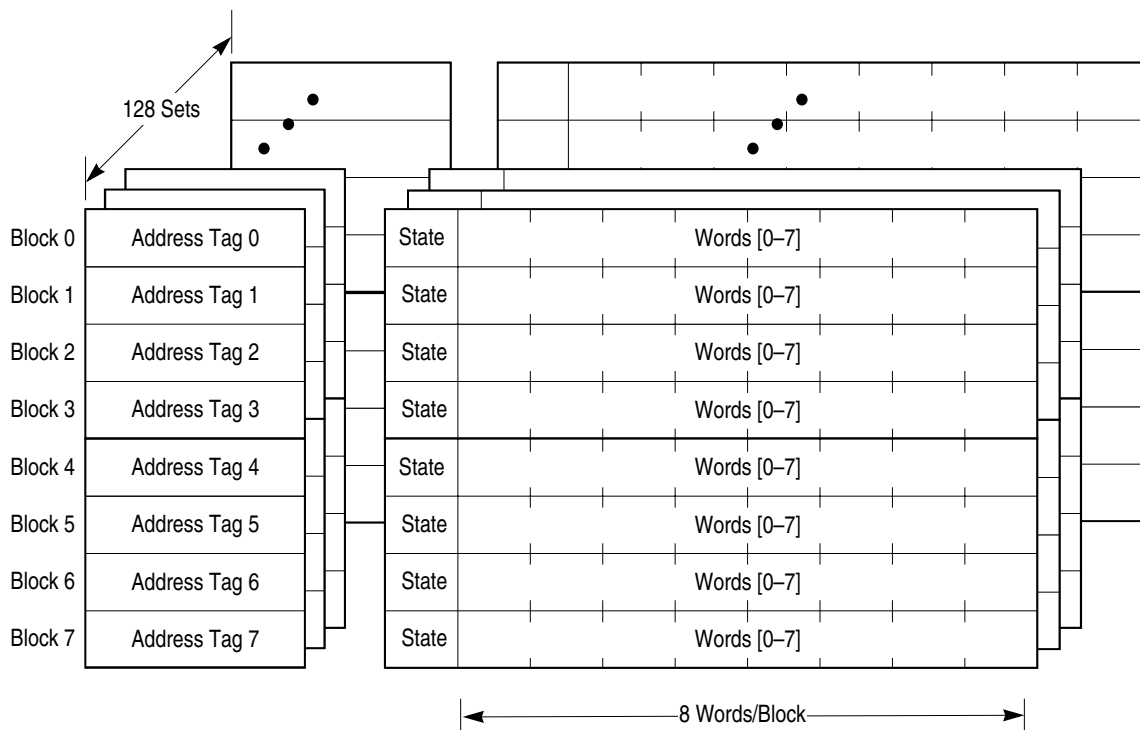 128 Sets
Block 0 Address Tag 0 State Words [0–7]
Block 1 Address Tag 1 State Words [0–7]
Block 2 Address Tag 2 State Words [0–7]
Block 3 Address Tag 3 State Words [0–7]
Block 4 Address Tag 4 State Words [0–7]
Block 5 Address Tag 5 State Words [0–7]
Block 6 Address Tag 6 State Words [0–7]
Block 7 Address Tag 7 State Words [0–7]
8 Words/Block